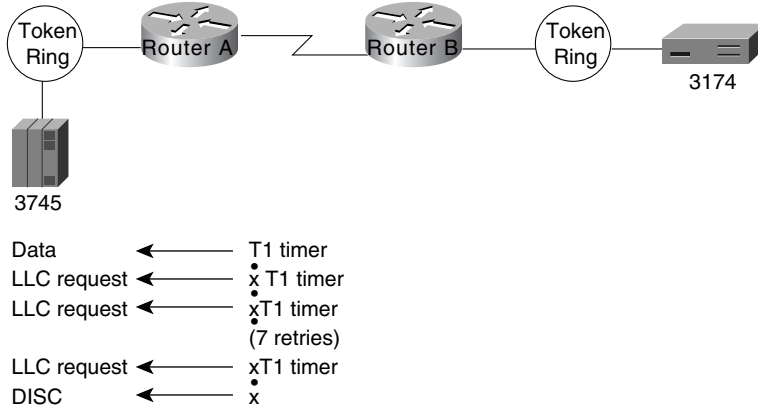 Token
Ring
Router A
Router B
Token
Ring
3174
3745
Data T1 timer
LLC request x T1 timer
LLC request xT1 timer
(7 retries)
LLC request xT1 timer
DISC x